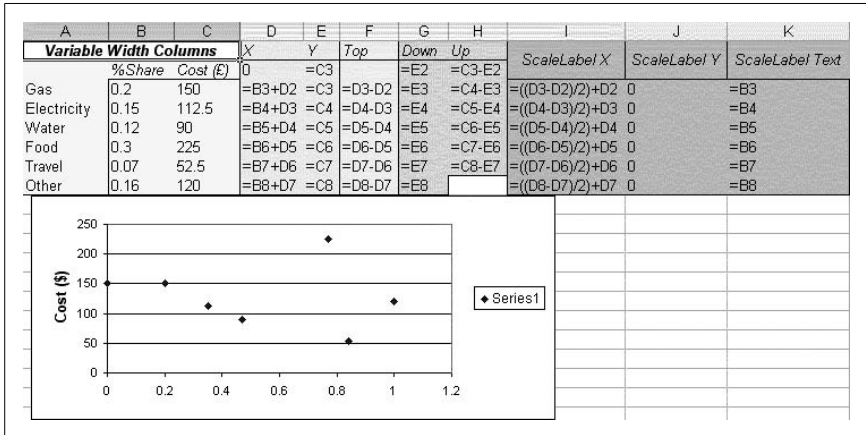 A B C D E F G H I J K
Variable Width Columns X Y Top Down Up ScaleLabel X ScaleLabel Y ScaleLabel Text
%Share Cost (£) 0 =C3 =E2 =C3-E2
Gas 0.2 150 =B3+D2 =C3 =D3-D2 =E3 =C4-E3 =((D3-D2)/2)+D2 0 =B3
Electricity 0.15 112.5 =B4+D3 =C4 =D4-D3 =E4 =C5-E4 =((D4-D3)/2)+D3 0 =B4
Water 0.12 90 =B5+D4 =C5 =D5-D4 =E5 =C6-E5 =((D5-D4)/2)+D4 0 =B5
Food 0.3 225 =B6+D5 =C6 =D6-D5 =E6 =C7-E6 =((D6-D5)/2)+D5 0 =B6
Travel 0.07 52.5 =B7+D6 =C7 =D7-D6 =E7 =C8-E7 =((D7-D6)/2)+D6 0 =B7
Other 0.16 120 =B8+D7 =C8 =D8-D7 =E8 =((D8-D7)/2)+D7 0 =B8
250
200
150
100
50
0
Cost ($)
0 0.2 0.4 0.6 0.8 1 1.2
Series1